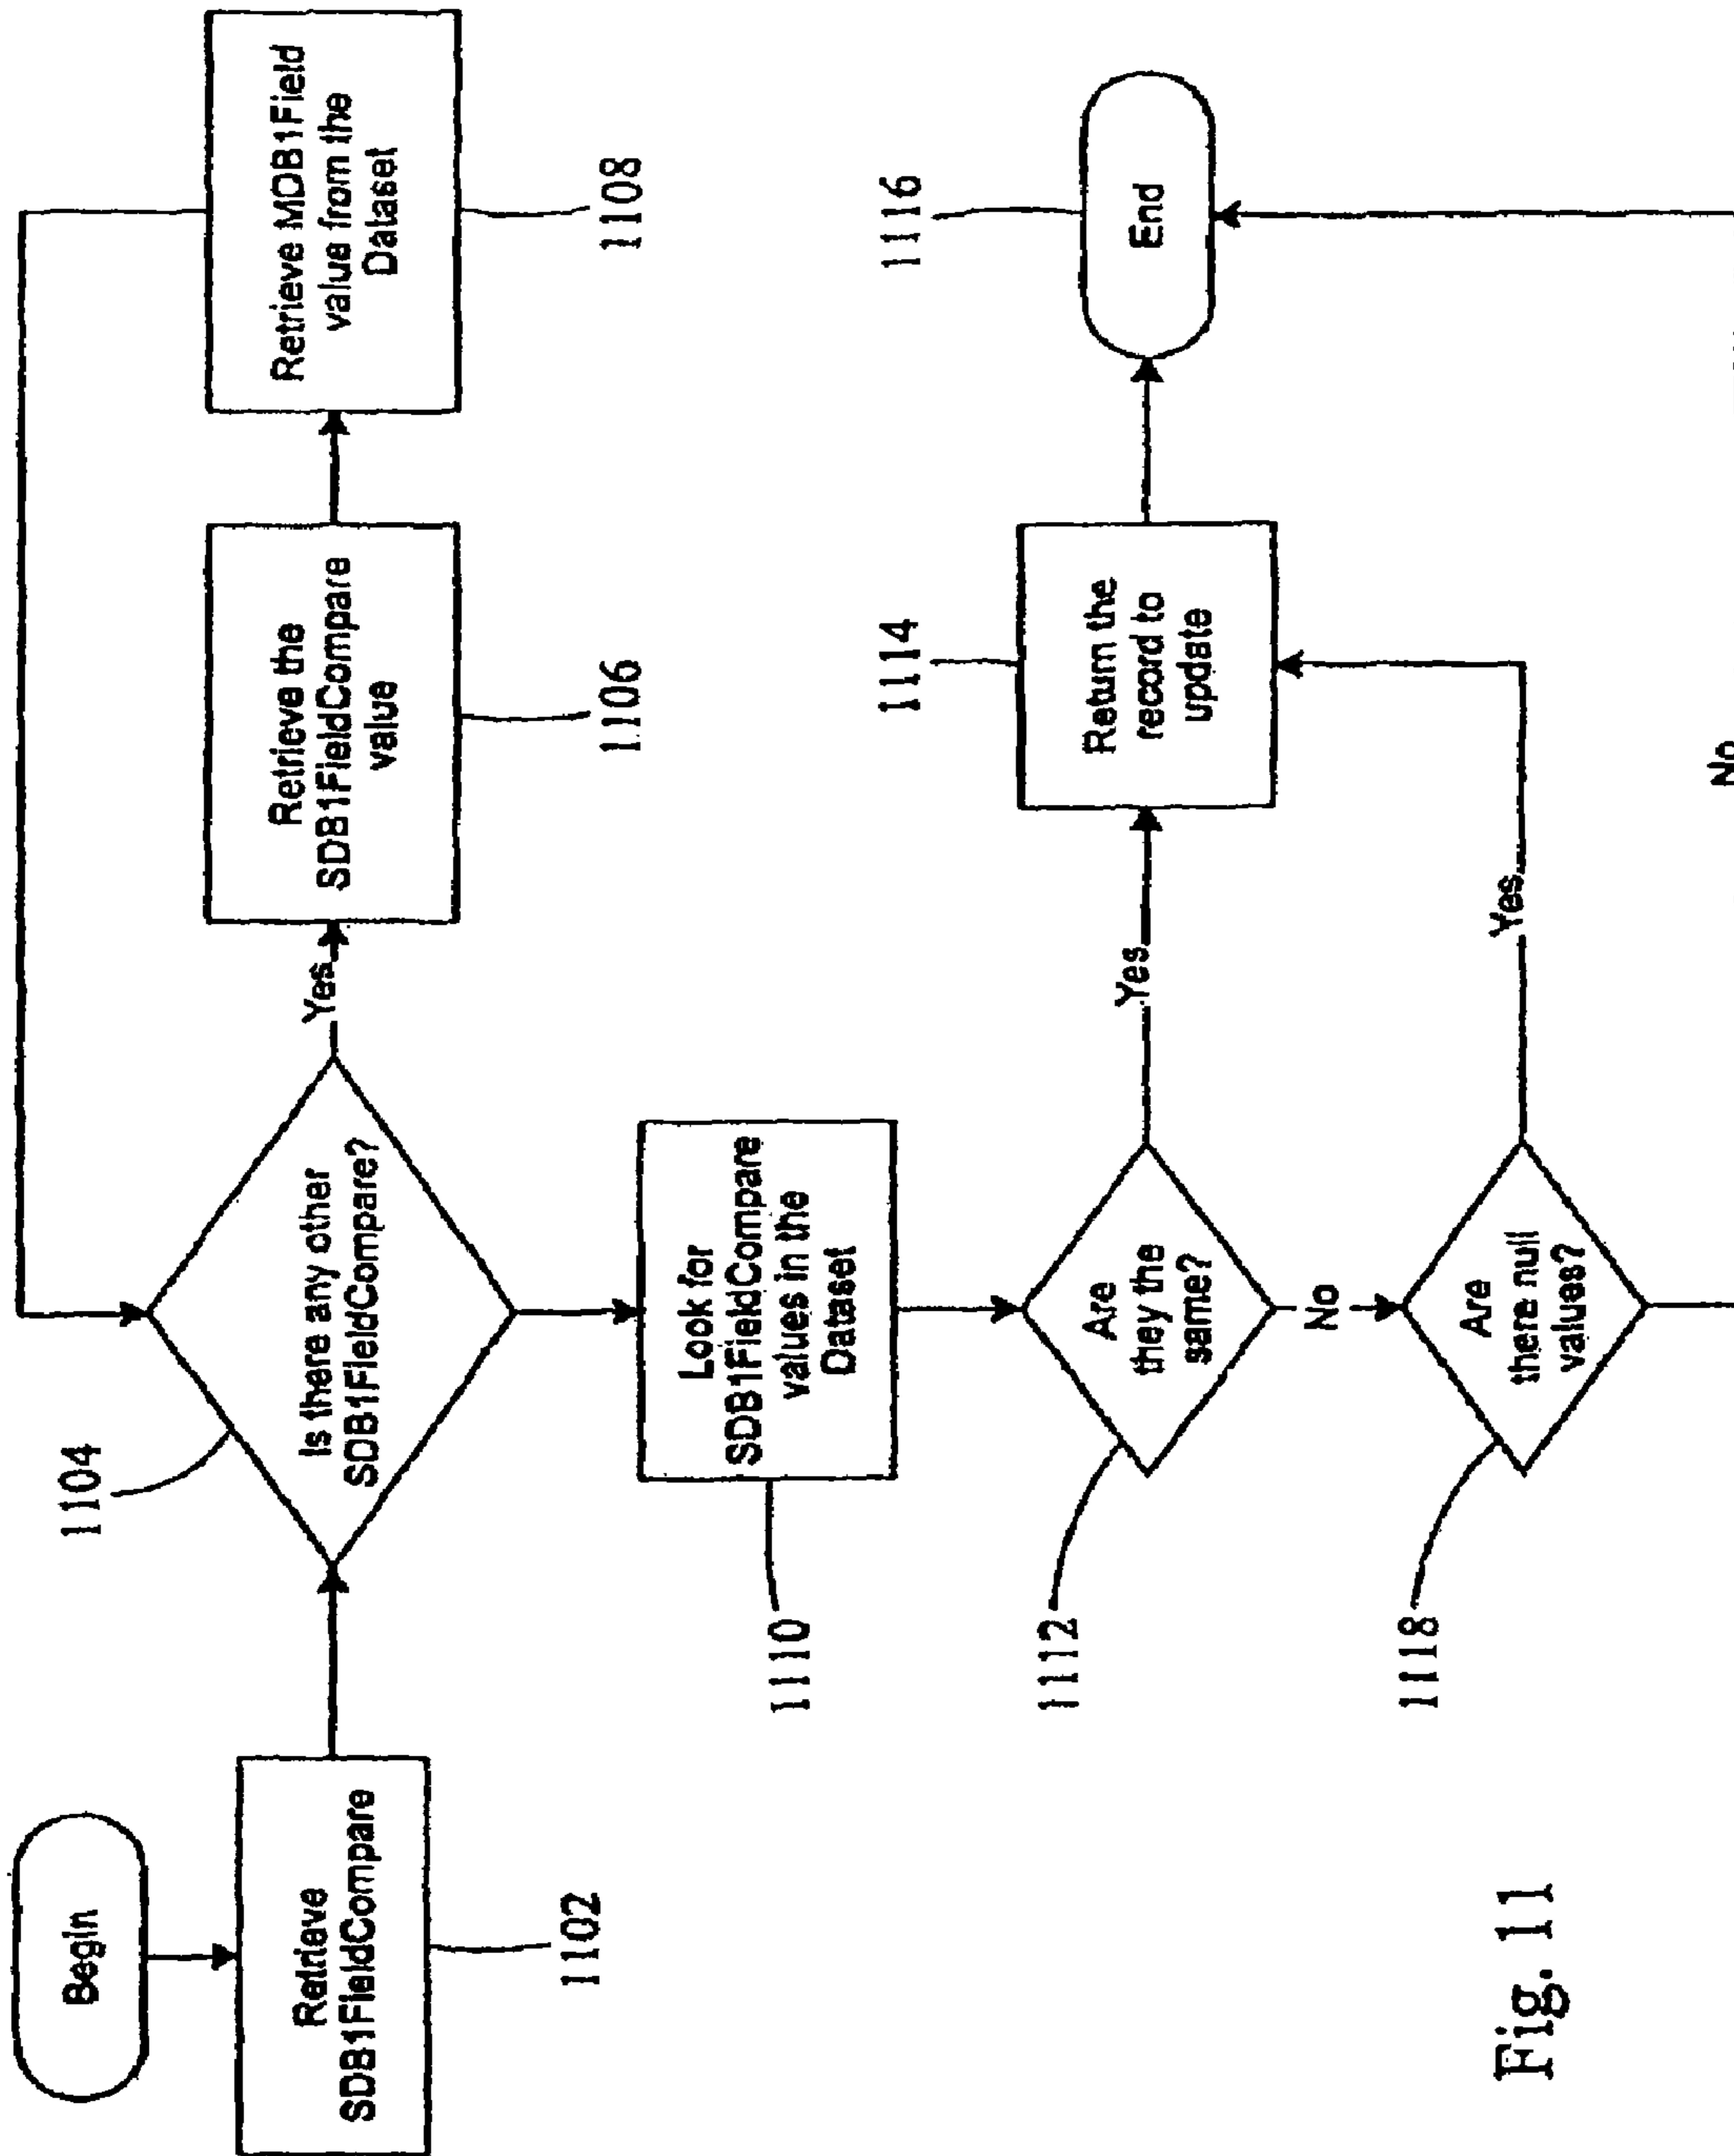 Begin
Retrieve
SDB1FieldCompare
1102
1104
Is there any other
SDB1FieldCompare?
Yes
Retrieve the
SDB1FieldCompare
value
1106
Retrieve MDB1Field
value from the
Dataset
1108
Look for
SDB1FieldCompare
values in the
Dataset
1110
Are
they the
same?
1112
Yes
Return the
record to
update
1114
End
1116
No
Are
there null
values?
1118
Yes
No
Fig. 11